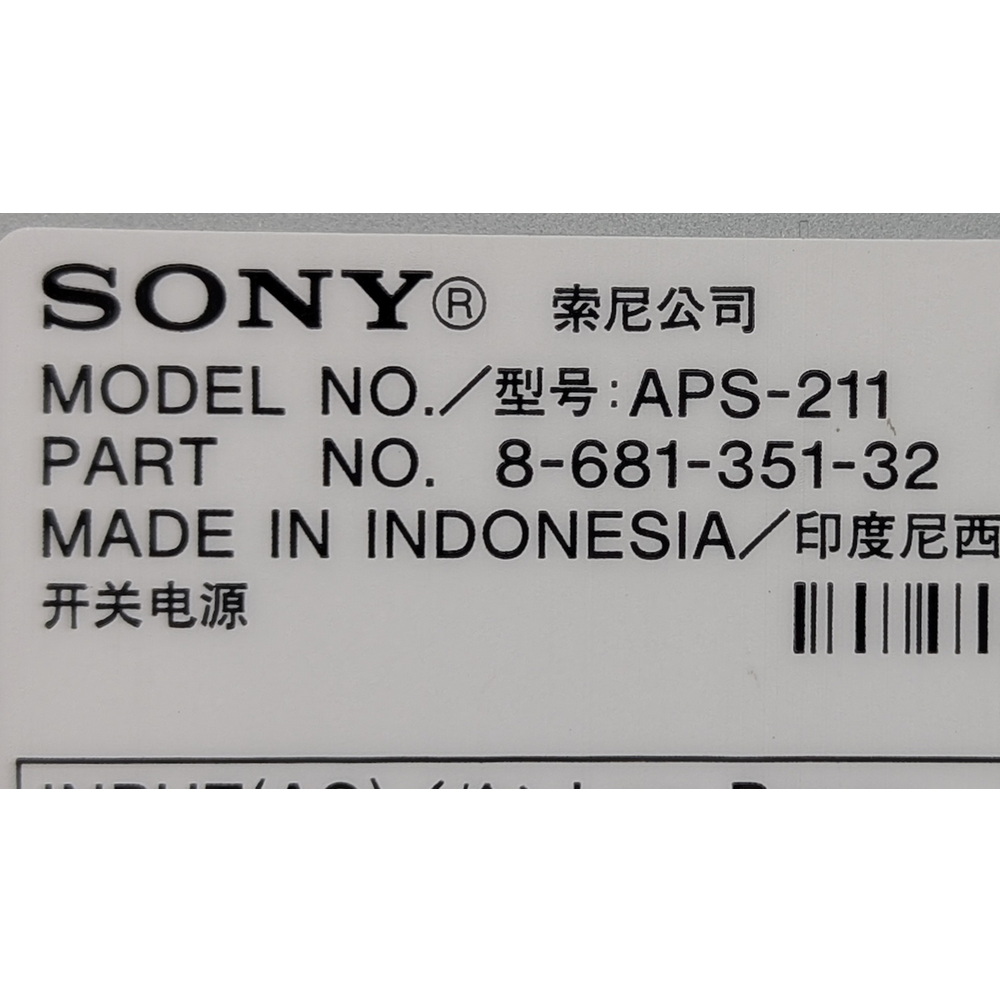 SONY® 索尼公司
MODEL NO./型号:APS-211
PART NO. 8-681-351-32
MADE IN INDONESIA/印度尼西
开关电源